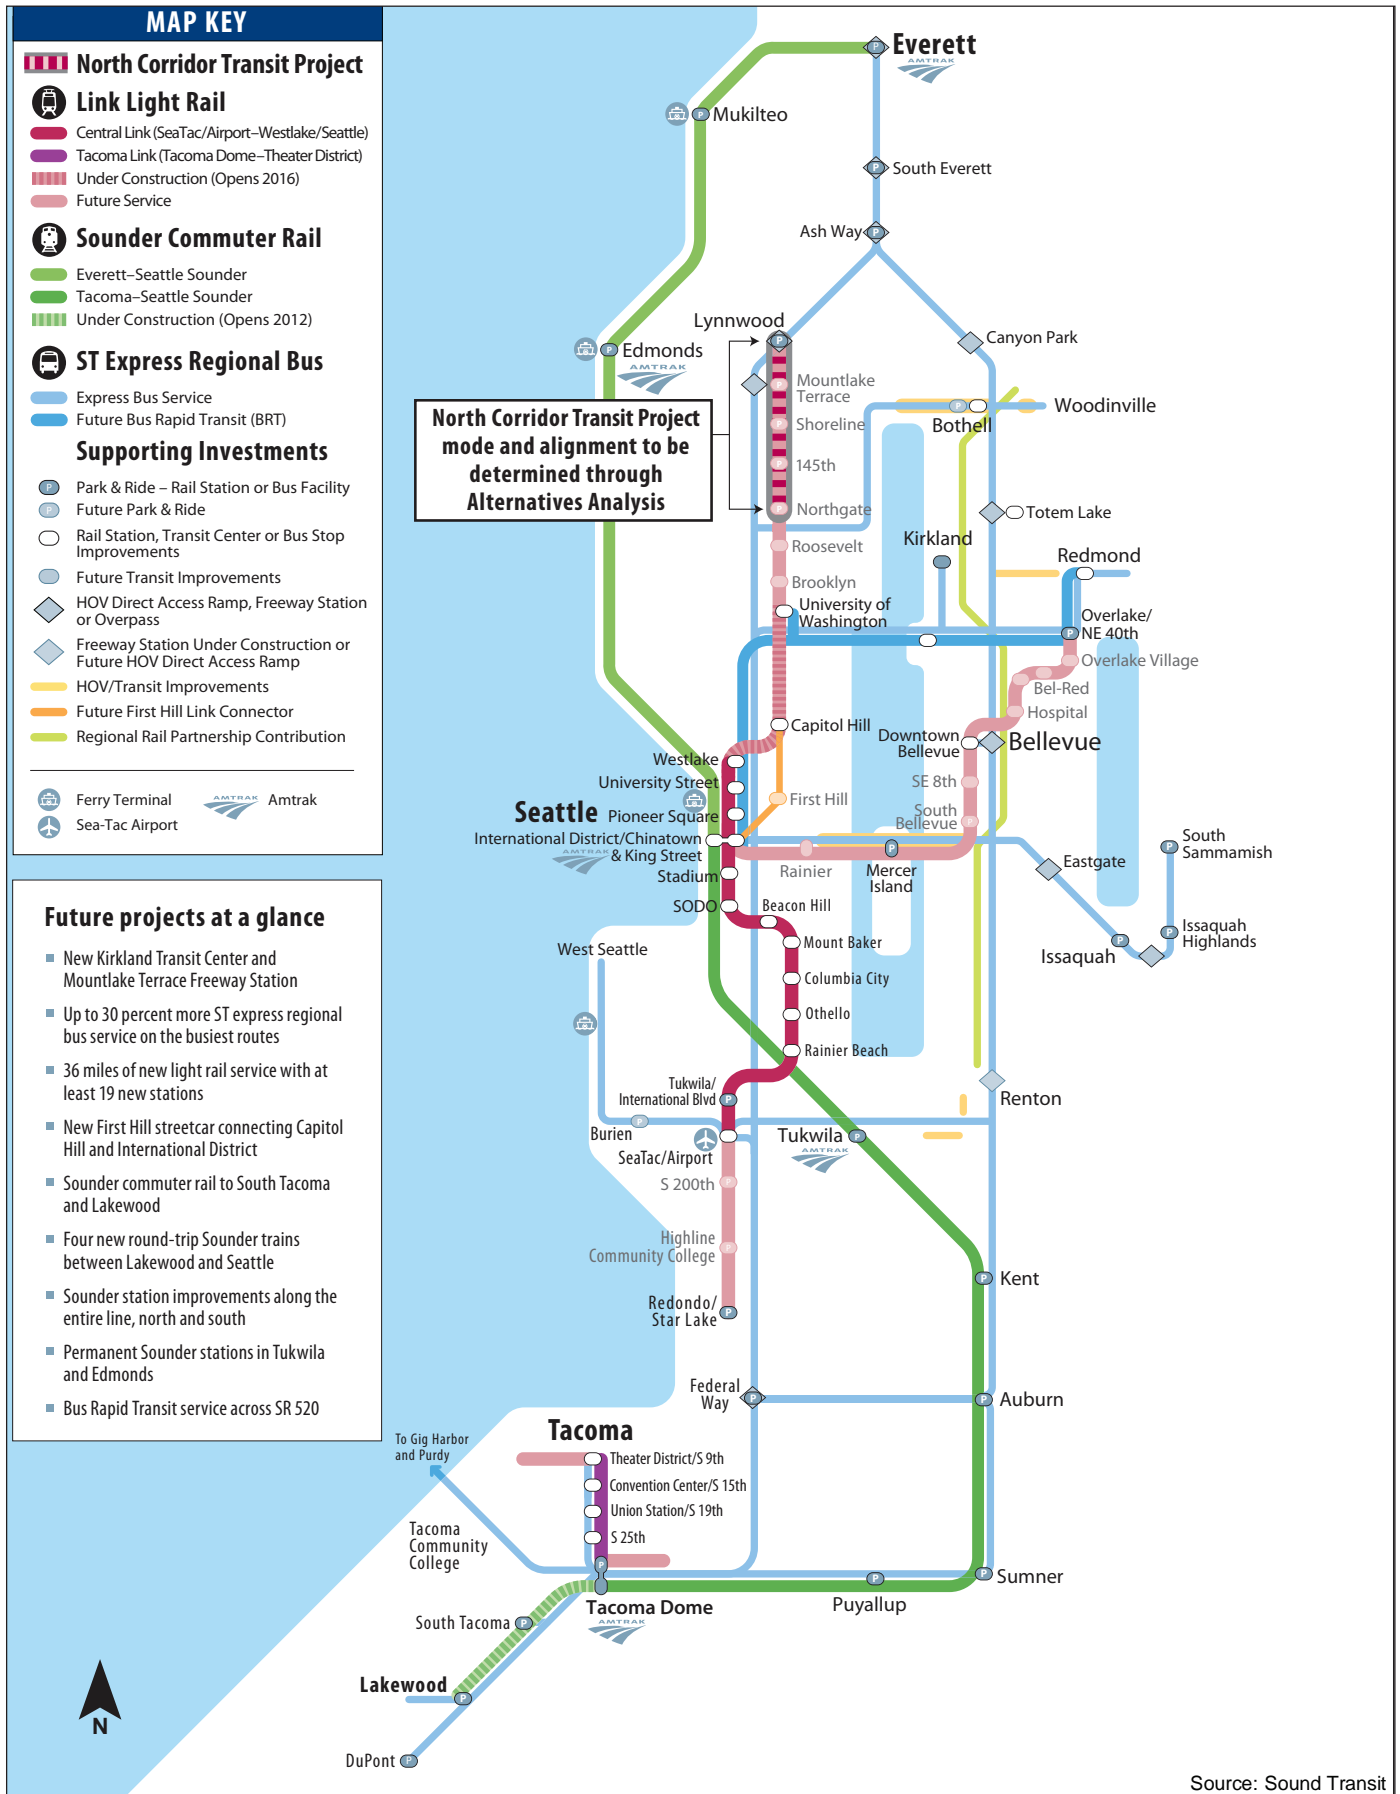 MAP KEY
North Corridor Transit Project
Link Light Rail
Central Link (SeaTac/Airport–Westlake/Seattle)
Tacoma Link (Tacoma Dome–Theater District)
Under Construction (Opens 2016)
Future Service
Sounder Commuter Rail
Everett–Seattle Sounder
Tacoma–Seattle Sounder
Under Construction (Opens 2012)
ST Express Regional Bus
Express Bus Service
Future Bus Rapid Transit (BRT)
Supporting Investments
P
Park & Ride – Rail Station or Bus Facility
P
Future Park & Ride
Rail Station, Transit Center or Bus Stop
Improvements
Future Transit Improvements
HOV Direct Access Ramp, Freeway Station
or Overpass
Freeway Station Under Construction or
Future HOV Direct Access Ramp
HOV/Transit Improvements
Future First Hill Link Connector
Regional Rail Partnership Contribution
Ferry Terminal
AMTRAK
Amtrak
Sea-Tac Airport
Future projects at a glance
New Kirkland Transit Center and
Mountlake Terrace Freeway Station
Up to 30 percent more ST express regional
bus service on the busiest routes
36 miles of new light rail service with at
least 19 new stations
New First Hill streetcar connecting Capitol
Hill and International District
Sounder commuter rail to South Tacoma
and Lakewood
Four new round-trip Sounder trains
between Lakewood and Seattle
Sounder station improvements along the
entire line, north and south
Permanent Sounder stations in Tukwila
and Edmonds
Bus Rapid Transit service across SR 520
N
Everett
AMTRAK
Mukilteo
South Everett
Ash Way
Lynnwood
Canyon Park
Edmonds
AMTRAK
Mountlake
Terrace
Woodinville
Bothell
North Corridor Transit Project
mode and alignment to be
determined through
Alternatives Analysis
Shoreline
145th
Northgate
Totem Lake
Roosevelt
Kirkland
Redmond
Brooklyn
University of
Washington
Overlake/
NE 40th
Overlake Village
Bel-Red
Hospital
Capitol Hill
Downtown
Bellevue
Bellevue
Westlake
University Street
SE 8th
First Hill
Seattle
Pioneer Square
South
Bellevue
International District/Chinatown
& King Street
AMTRAK
Rainier
Mercer
Island
Eastgate
South
Sammamish
Stadium
SODO
Beacon Hill
Issaquah
Highlands
Issaquah
West Seattle
Mount Baker
Columbia City
Othello
Rainier Beach
Tukwila/
International Blvd
Renton
Burien
Tukwila
AMTRAK
SeaTac/Airport
S 200th
Highline
Community College
Kent
Redondo/
Star Lake
Federal
Way
Auburn
Tacoma
To Gig Harbor
and Purdy
Theater District/S 9th
Convention Center/S 15th
Union Station/S 19th
S 25th
Tacoma
Community
College
Sumner
Puyallup
Tacoma Dome
AMTRAK
South Tacoma
Lakewood
DuPont
Source: Sound Transit